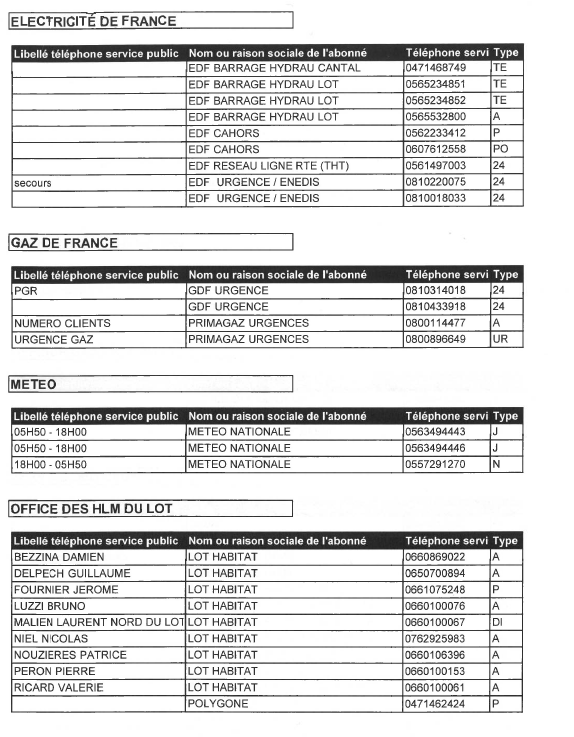 ELECTRICITÉ DE FRANCE
Libellé téléphone service public Nom ou raison sociale de l'abonné Téléphone servi Type
EDF BARRAGE HYDRAU CANTAL 0471468749 TE
EDF BARRAGE HYDRAU LOT 0565234851 TE
EDF BARRAGE HYDRAU LOT 0565234852 TE
EDF BARRAGE HYDRAU LOT 0565532800 A
EDF CAHORS 0562233412 P
EDF CAHORS 0607612558 PO
EDF RESEAU LIGNE RTE (THT) 0561497003 24
secours EDF URGENCE / ENEDIS 0810220075 24
EDF URGENCE / ENEDIS 0810018033 24
GAZ DE FRANCE
Libellé téléphone service public Nom ou raison sociale de l'abonné Téléphone servi Type
PGR GDF URGENCE 0810314018 24
GDF URGENCE 0810433918 24
NUMERO CLIENTS PRIMAGAZ URGENCES 0800114477 A
URGENCE GAZ PRIMAGAZ URGENCES 0800896649 UR
METEO
Libellé téléphone service public Nom ou raison sociale de l'abonné Téléphone servi Type
05H50 - 18H00 METEO NATIONALE 0563494443 J
05H50 - 18H00 METEO NATIONALE 0563494446 J
18H00 - 05H50 METEO NATIONALE 0557291270 N
OFFICE DES HLM DU LOT
Libellé téléphone service public Nom ou raison sociale de l'abonné Téléphone servi Type
BEZZINA DAMIEN LOT HABITAT 0660869022 A
DELPECH GUILLAUME LOT HABITAT 0650700894 A
FOURNIER JEROME LOT HABITAT 0661075248 P
LUZZI BRUNO LOT HABITAT 0660100076 A
MALIEN LAURENT NORD DU LOT LOT HABITAT 0660100067 DI
NIEL NICOLAS LOT HABITAT 0762925983 A
NOUZIERES PATRICE LOT HABITAT 0660106396 A
PERON PIERRE LOT HABITAT 0660100153 A
RICARD VALERIE LOT HABITAT 0660100061 A
POLYGONE 0471462424 P